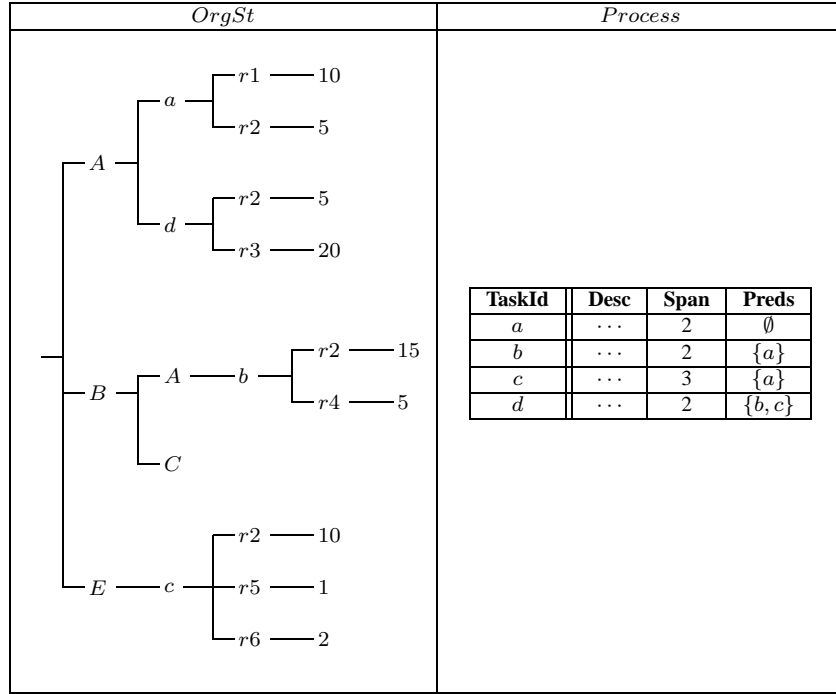 OrgSt
Process
r1 10
a
r2 5
A
r2 5
d
r3 20
TaskId Desc Span Preds
a ··· 2 ∅
b ··· 2 {a}
c ··· 3 {a}
d ··· 2 {b, c}
r2 15
A b
B
r4 5
C
r2 10
E c r5 1
r6 2